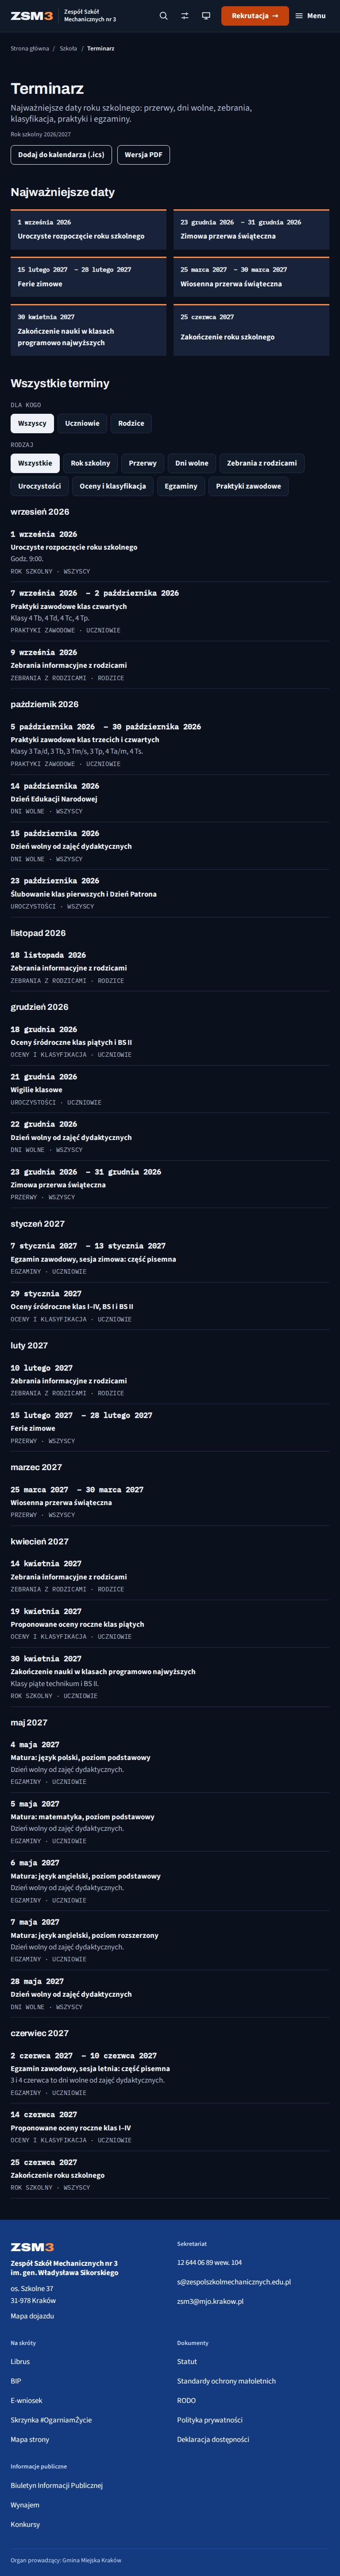 ZSM3
Zespół Szkół
Mechanicznych nr 3
Rekrutacja →
Menu
Strona główna / Szkoła / Terminarz
Terminarz
Najważniejsze daty roku szkolnego: przerwy, dni wolne, zebrania,
klasyfikacja, praktyki i egzaminy.
Rok szkolny 2026/2027
Dodaj do kalendarza (.ics)
Wersja PDF
Najważniejsze daty
1 września 2026
Uroczyste rozpoczęcie roku szkolnego
23 grudnia 2026 – 31 grudnia 2026
Zimowa przerwa świąteczna
15 lutego 2027 – 28 lutego 2027
Ferie zimowe
25 marca 2027 – 30 marca 2027
Wiosenna przerwa świąteczna
30 kwietnia 2027
Zakończenie nauki w klasach
programowo najwyższych
25 czerwca 2027
Zakończenie roku szkolnego
Wszystkie terminy
DLA KOGO
Wszyscy
Uczniowie
Rodzice
RODZAJ
Wszystkie
Rok szkolny
Przerwy
Dni wolne
Zebrania z rodzicami
Uroczystości
Oceny i klasyfikacja
Egzaminy
Praktyki zawodowe
wrzesień 2026
1 września 2026
Uroczyste rozpoczęcie roku szkolnego
Godz. 9:00.
ROK SZKOLNY · WSZYSCY
7 września 2026 – 2 października 2026
Praktyki zawodowe klas czwartych
Klasy 4 Tb, 4 Td, 4 Tc, 4 Tp.
PRAKTYKI ZAWODOWE · UCZNIOWIE
9 września 2026
Zebrania informacyjne z rodzicami
ZEBRANIA Z RODZICAMI · RODZICE
październik 2026
5 października 2026 – 30 października 2026
Praktyki zawodowe klas trzecich i czwartych
Klasy 3 Ta/d, 3 Tb, 3 Tm/s, 3 Tp, 4 Ta/m, 4 Ts.
PRAKTYKI ZAWODOWE · UCZNIOWIE
14 października 2026
Dzień Edukacji Narodowej
DNI WOLNE · WSZYSCY
15 października 2026
Dzień wolny od zajęć dydaktycznych
DNI WOLNE · WSZYSCY
23 października 2026
Ślubowanie klas pierwszych i Dzień Patrona
UROCZYSTOŚCI · WSZYSCY
listopad 2026
18 listopada 2026
Zebrania informacyjne z rodzicami
ZEBRANIA Z RODZICAMI · RODZICE
grudzień 2026
18 grudnia 2026
Oceny śródroczne klas piątych i BS II
OCENY I KLASYFIKACJA · UCZNIOWIE
21 grudnia 2026
Wigilie klasowe
UROCZYSTOŚCI · UCZNIOWIE
22 grudnia 2026
Dzień wolny od zajęć dydaktycznych
DNI WOLNE · WSZYSCY
23 grudnia 2026 – 31 grudnia 2026
Zimowa przerwa świąteczna
PRZERWY · WSZYSCY
styczeń 2027
7 stycznia 2027 – 13 stycznia 2027
Egzamin zawodowy, sesja zimowa: część pisemna
EGZAMINY · UCZNIOWIE
29 stycznia 2027
Oceny śródroczne klas I–IV, BS I i BS II
OCENY I KLASYFIKACJA · UCZNIOWIE
luty 2027
10 lutego 2027
Zebrania informacyjne z rodzicami
ZEBRANIA Z RODZICAMI · RODZICE
15 lutego 2027 – 28 lutego 2027
Ferie zimowe
PRZERWY · WSZYSCY
marzec 2027
25 marca 2027 – 30 marca 2027
Wiosenna przerwa świąteczna
PRZERWY · WSZYSCY
kwiecień 2027
14 kwietnia 2027
Zebrania informacyjne z rodzicami
ZEBRANIA Z RODZICAMI · RODZICE
19 kwietnia 2027
Proponowane oceny roczne klas piątych
OCENY I KLASYFIKACJA · UCZNIOWIE
30 kwietnia 2027
Zakończenie nauki w klasach programowo najwyższych
Klasy piąte technikum i BS II.
ROK SZKOLNY · UCZNIOWIE
maj 2027
4 maja 2027
Matura: język polski, poziom podstawowy
Dzień wolny od zajęć dydaktycznych.
EGZAMINY · UCZNIOWIE
5 maja 2027
Matura: matematyka, poziom podstawowy
Dzień wolny od zajęć dydaktycznych.
EGZAMINY · UCZNIOWIE
6 maja 2027
Matura: język angielski, poziom podstawowy
Dzień wolny od zajęć dydaktycznych.
EGZAMINY · UCZNIOWIE
7 maja 2027
Matura: język angielski, poziom rozszerzony
Dzień wolny od zajęć dydaktycznych.
EGZAMINY · UCZNIOWIE
28 maja 2027
Dzień wolny od zajęć dydaktycznych
DNI WOLNE · WSZYSCY
czerwiec 2027
2 czerwca 2027 – 10 czerwca 2027
Egzamin zawodowy, sesja letnia: część pisemna
3 i 4 czerwca to dni wolne od zajęć dydaktycznych.
EGZAMINY · UCZNIOWIE
14 czerwca 2027
Proponowane oceny roczne klas I–IV
OCENY I KLASYFIKACJA · UCZNIOWIE
25 czerwca 2027
Zakończenie roku szkolnego
ROK SZKOLNY · WSZYSCY
ZSM3
Zespół Szkół Mechanicznych nr 3
im. gen. Władysława Sikorskiego
os. Szkolne 37
31-978 Kraków
Mapa dojazdu
Sekretariat
12 644 06 89 wew. 104
s@zespolszkolmechanicznych.edu.pl
zsm3@mjo.krakow.pl
Na skróty
Librus
BIP
E-wniosek
Skrzynka #OgarniamŻycie
Mapa strony
Dokumenty
Statut
Standardy ochrony małoletnich
RODO
Polityka prywatności
Deklaracja dostępności
Informacje publiczne
Biuletyn Informacji Publicznej
Wynajem
Konkursy
Organ prowadzący: Gmina Miejska Kraków